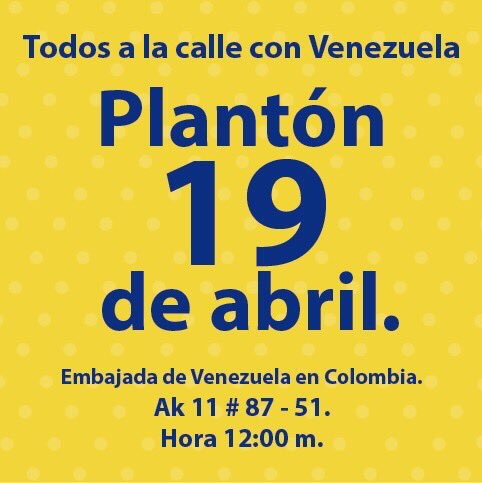 Todos a la calle con Venezuela
Plantón
19
de abril.
Embajada de Venezuela en Colombia.
Ak 11 # 87 - 51.
Hora 12:00 m.